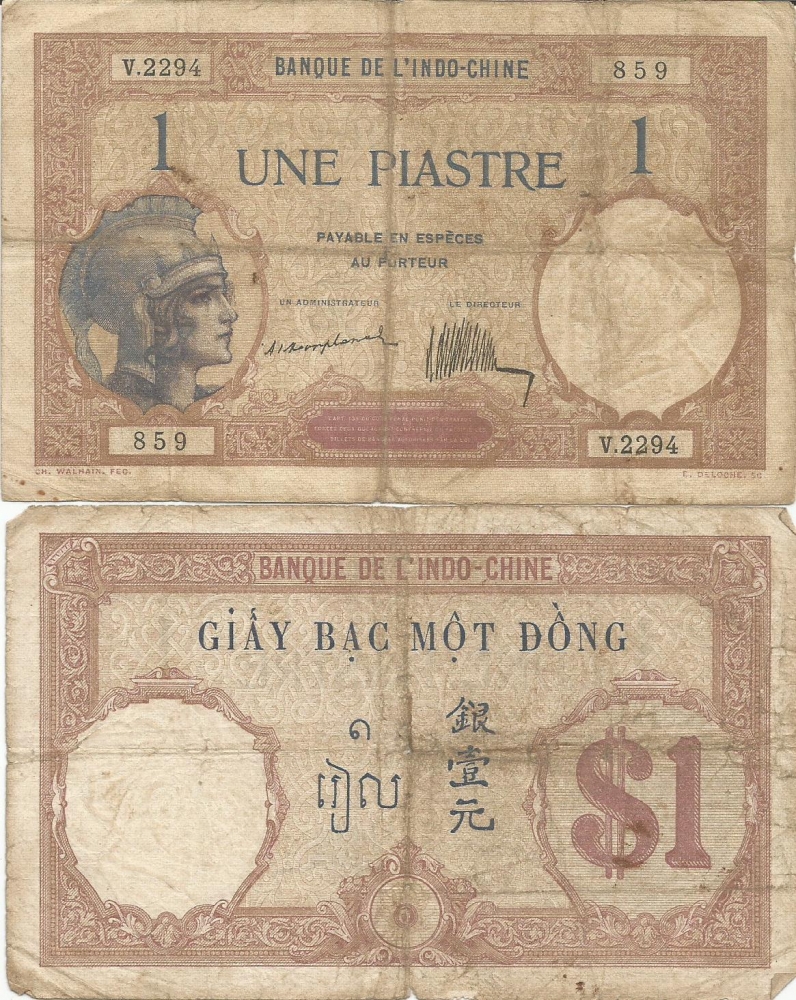 V.2294
BANQUE DE L'INDO-CHINE
859
1
UNE PIASTRE
1
PAYABLE EN ESPÈCES
AU PORTEUR
UN ADMINISTRATEUR
LE DIRECTEUR
859
V.2294
CH. WALHAIN, FEC.
E. DELOCHE, SC
BANQUE DE L'INDO-CHINE
GIẤY BẠC MỘT ĐỒNG
១
រៀល
銀
壹
元
$1